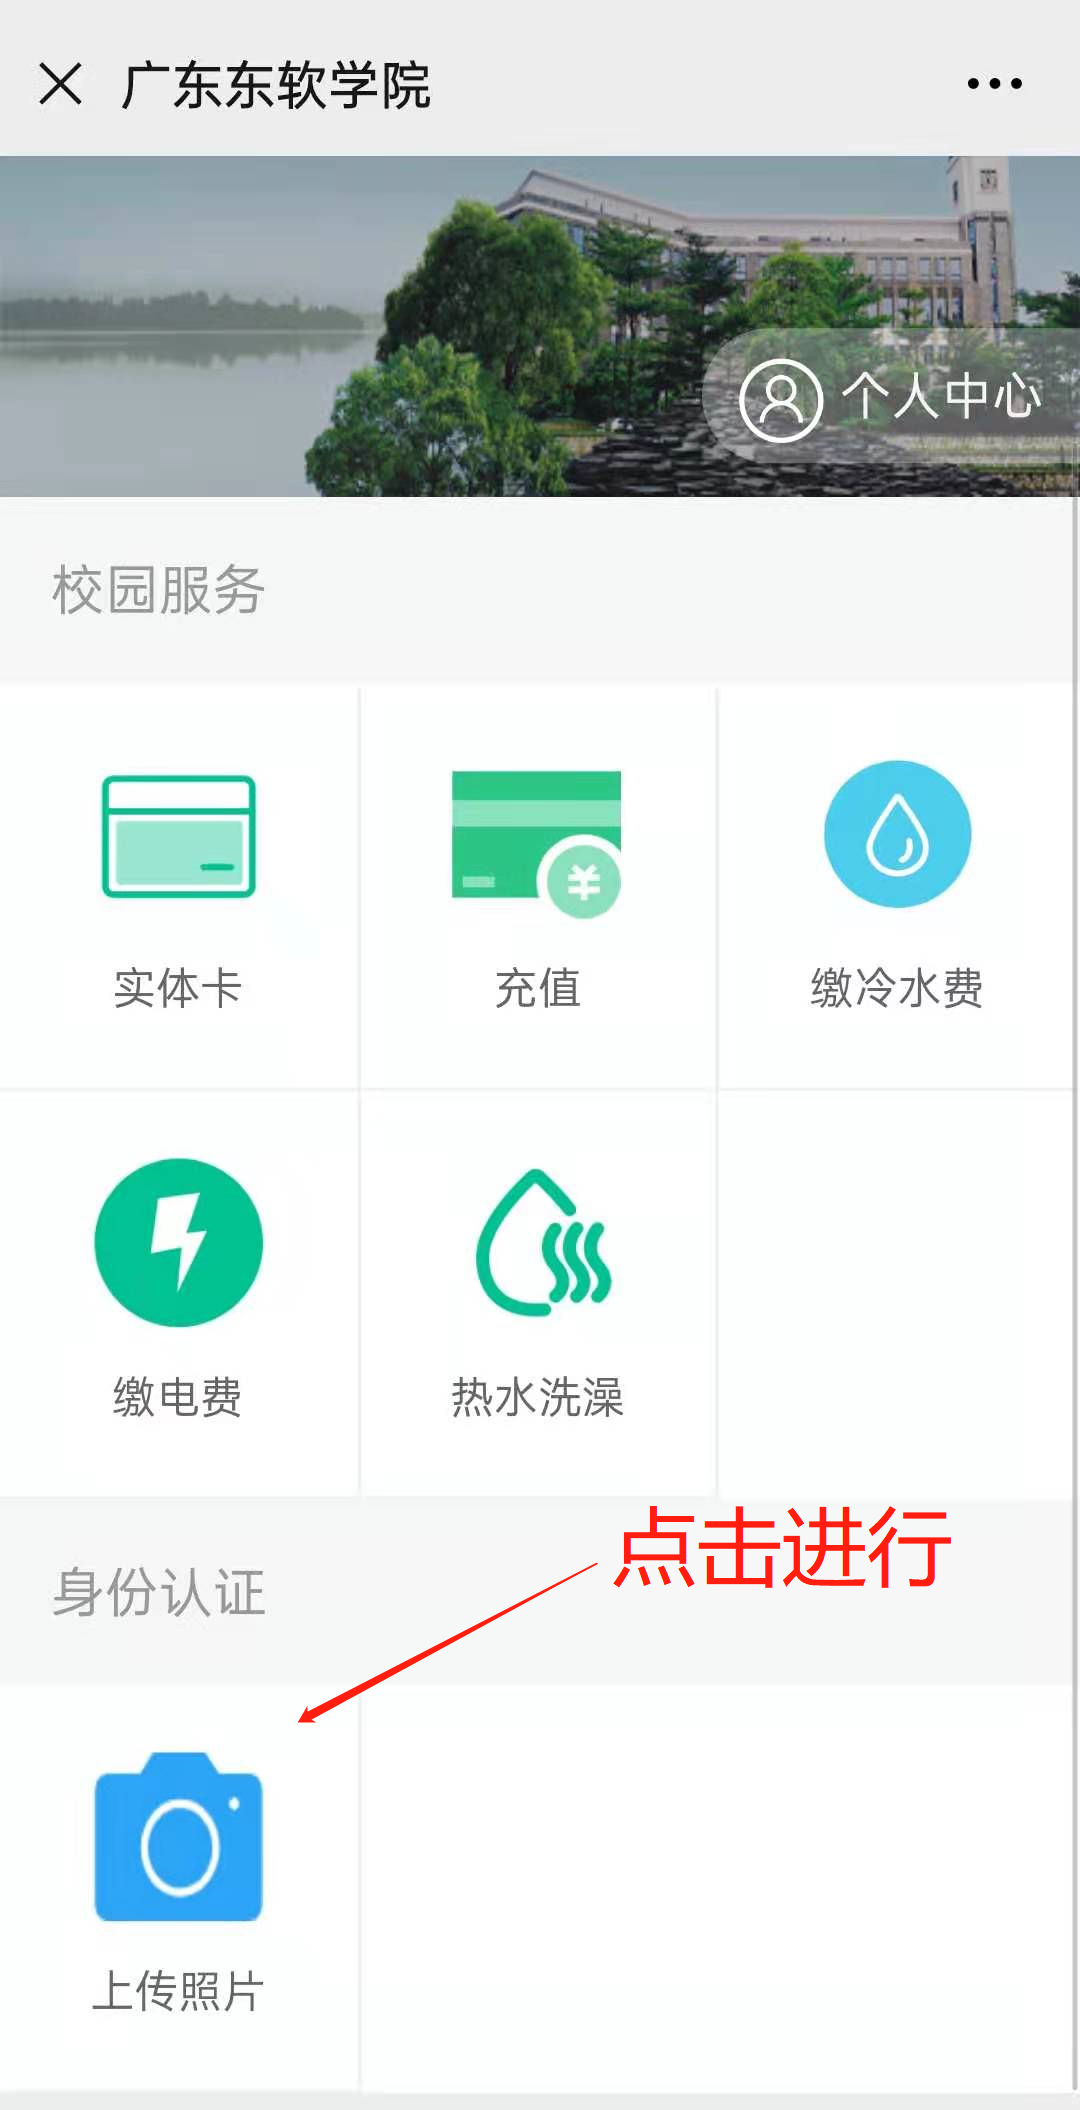 广东东软学院
个人中心
校园服务
实体卡
充值
缴冷水费
缴电费
热水洗澡
点击进行
身份认证
上传照片